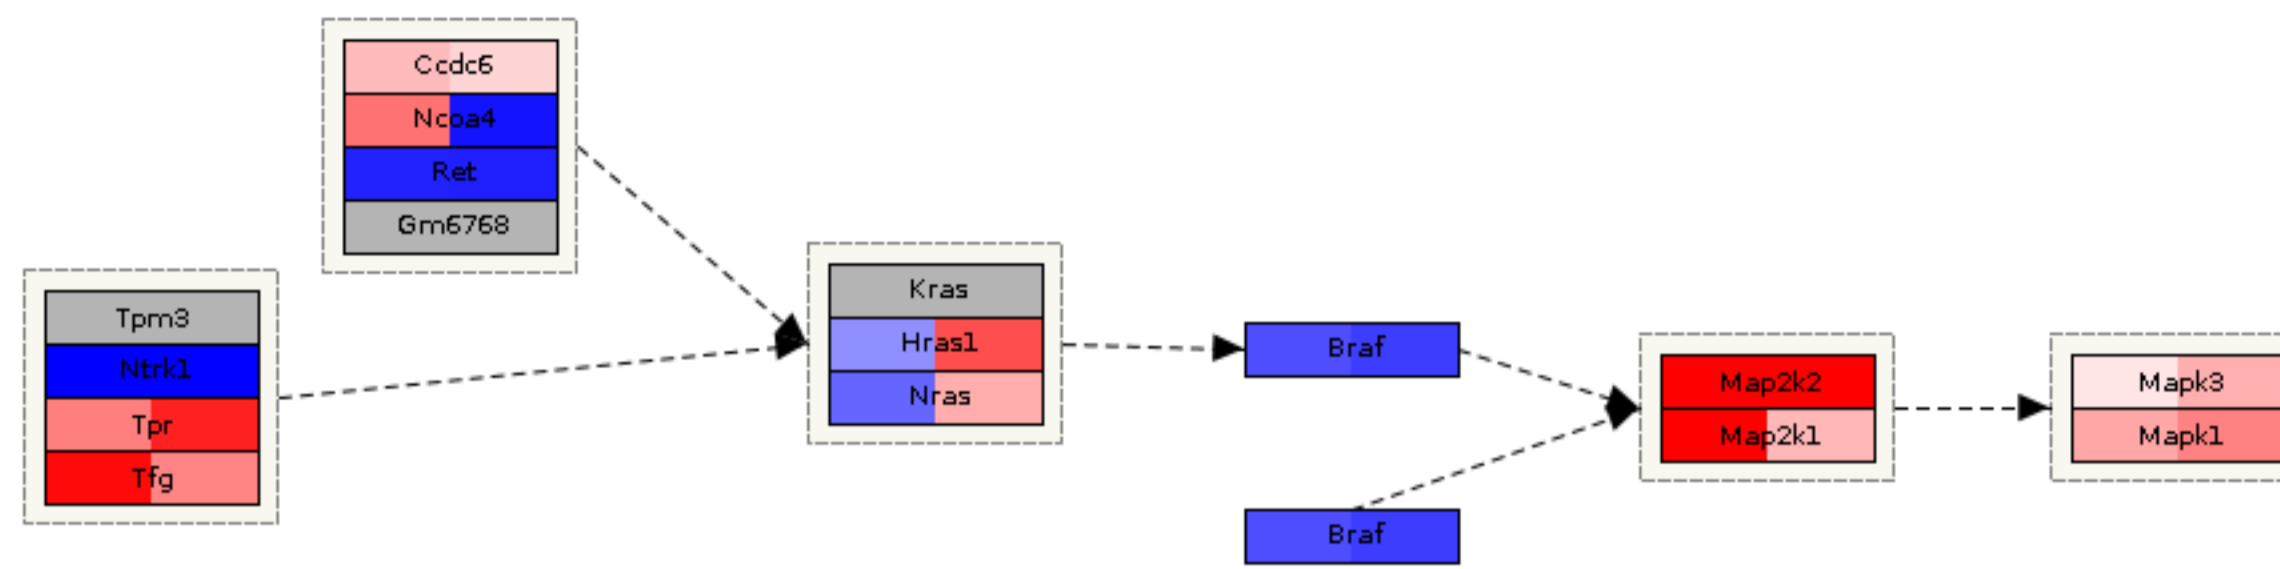 Ccdc6
Ncoa4
Ret
Gm6768
Tpm3
Ntrk1
Tpr
Tfg
Kras
Hras1
Nras
Braf
Braf
Map2k2
Map2k1
Mapk3
Mapk1